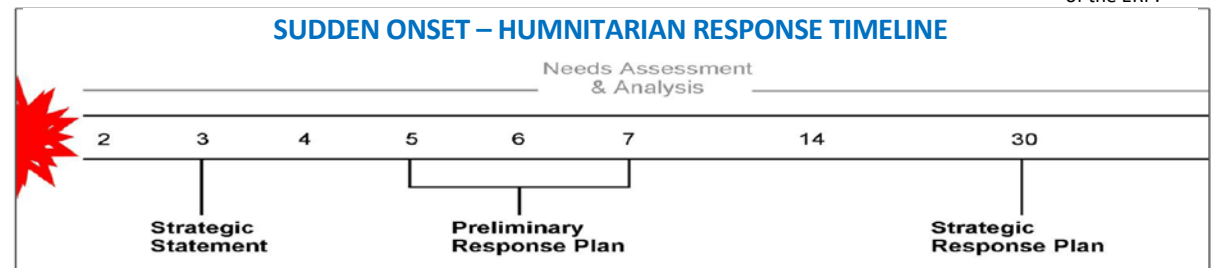 SUDDEN ONSET – HUMNITARIAN RESPONSE TIMELINE
Needs Assessment
& Analysis
2 3 4 5 6 7 14 30
Strategic
Statement
Preliminary
Response Plan
Strategic
Response Plan